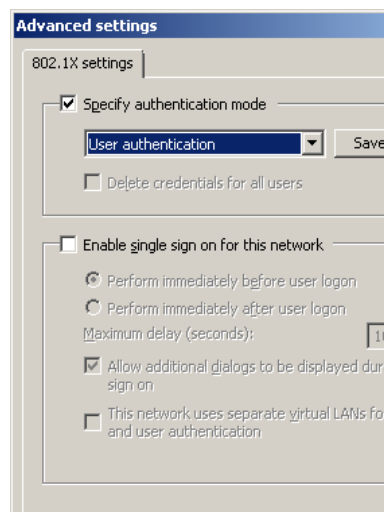 Advanced settings
802.1X settings
Specify authentication mode
User authentication
Save
Delete credentials for all users
Enable single sign on for this network
Perform immediately before user logon
Perform immediately after user logon
Maximum delay (seconds):
Allow additional dialogs to be displayed dur
sign on
This network uses separate virtual LANs fo
and user authentication